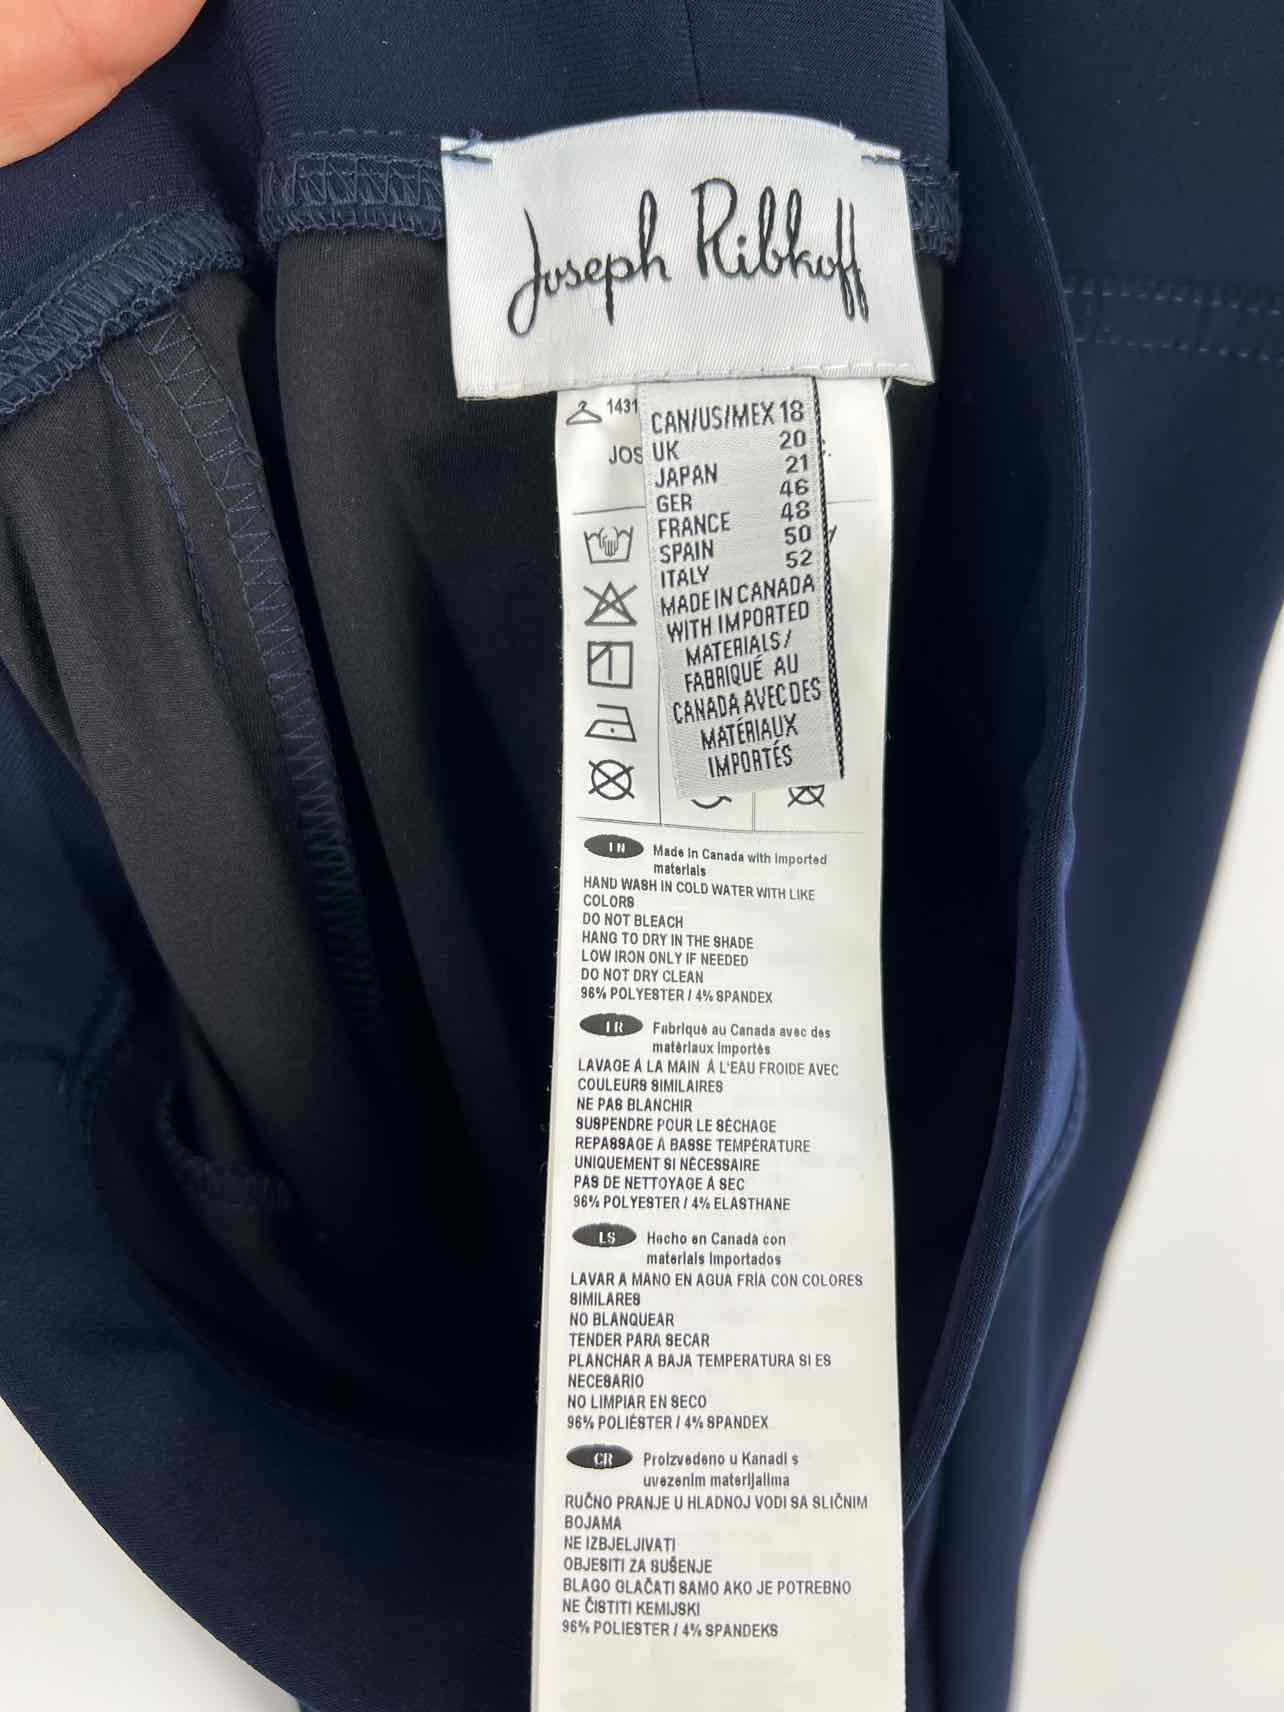 Joseph Ribkoff
1431
JOS
CAN/US/MEX 18
UK 20
JAPAN 21
GER 46
FRANCE 48
SPAIN 50
ITALY 52
MADE IN CANADA
WITH IMPORTED
MATERIALS/
FABRIQUÉ AU
CANADA AVEC DES
MATÉRIAUX
IMPORTÉS
EN Made in Canada with imported
materials
HAND WASH IN COLD WATER WITH LIKE
COLORS
DO NOT BLEACH
HANG TO DRY IN THE SHADE
LOW IRON ONLY IF NEEDED
DO NOT DRY CLEAN
96% POLYESTER / 4% SPANDEX
FR Fabriqué au Canada avec des
matériaux importés
LAVAGE À LA MAIN À L'EAU FROIDE AVEC
COULEURS SIMILAIRES
NE PAS BLANCHIR
SUSPENDRE POUR LE SÉCHAGE
REPASSAGE À BASSE TEMPÉRATURE
UNIQUEMENT SI NÉCESSAIRE
PAS DE NETTOYAGE À SEC
96% POLYESTER / 4% ELASTHANE
ES Hecho en Canadá con
materials importados
LAVAR A MANO EN AGUA FRÍA CON COLORES
SIMILARES
NO BLANQUEAR
TENDER PARA SECAR
PLANCHAR A BAJA TEMPERATURA SI ES
NECESARIO
NO LIMPIAR EN SECO
96% POLIÉSTER / 4% SPANDEX
CR Proizvedeno u Kanadi s
uvezenim materijalima
RUČNO PRANJE U HLADNOJ VODI SA SLIČNIM
BOJAMA
NE IZBJELJIVATI
OBJESITI ZA SUŠENJE
BLAGO GLAČATI SAMO AKO JE POTREBNO
NE ČISTITI KEMIJSKI
96% POLIESTER / 4% SPANDEKS